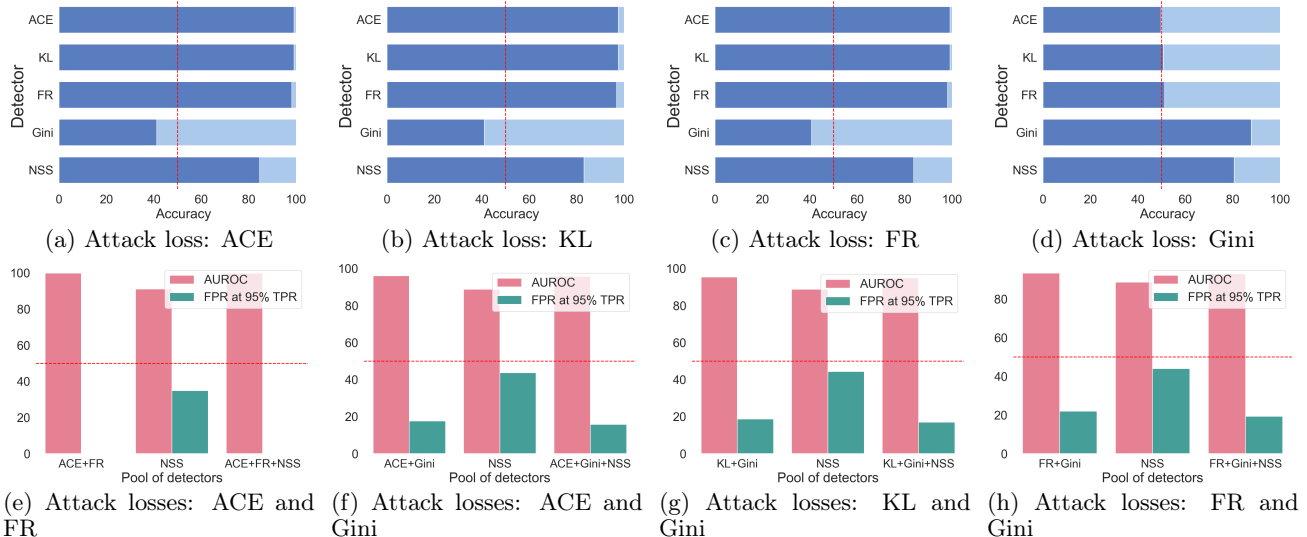 ACE
KL
FR
Gini
NSS
Detector
0 20 40 60 80 100
Accuracy
(a) Attack loss: ACE
ACE
KL
FR
Gini
NSS
Detector
0 20 40 60 80 100
Accuracy
(b) Attack loss: KL
ACE
KL
FR
Gini
NSS
Detector
0 20 40 60 80 100
Accuracy
(c) Attack loss: FR
ACE
KL
FR
Gini
NSS
Detector
0 20 40 60 80 100
Accuracy
(d) Attack loss: Gini
100
80
60
40
20
0
AUROC
FPR at 95% TPR
ACE+FR NSS ACE+FR+NSS
Pool of detectors
(e) Attack losses: ACE and
FR
100
80
60
40
20
0
AUROC
FPR at 95% TPR
ACE+Gini NSS ACE+Gini+NSS
Pool of detectors
(f) Attack losses: ACE and
Gini
100
80
60
40
20
0
AUROC
FPR at 95% TPR
KL+Gini NSS KL+Gini+NSS
Pool of detectors
(g) Attack losses: KL and
Gini
80
60
40
20
0
AUROC
FPR at 95% TPR
FR+Gini NSS FR+Gini+NSS
Pool of detectors
(h) Attack losses: FR and
Gini